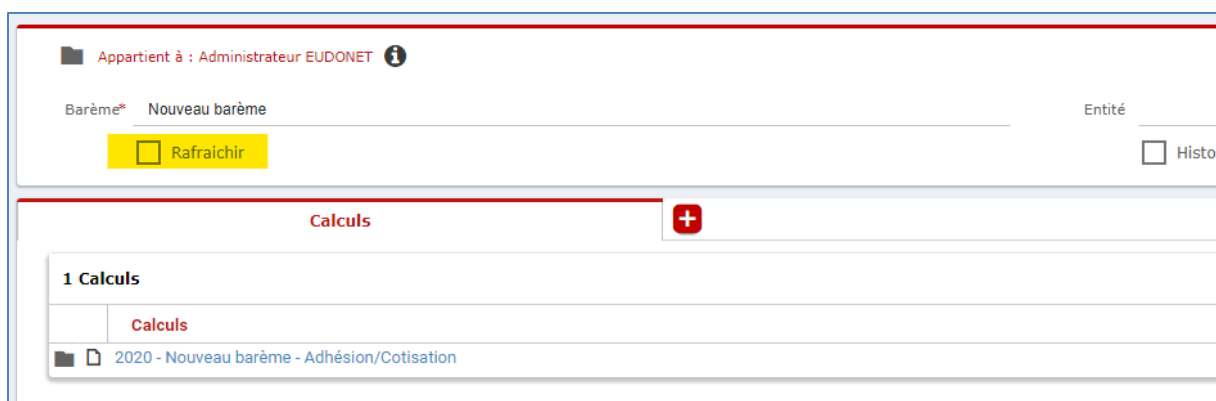 Appartient à : Administrateur EUDONET
Barème* Nouveau barème Entité
Rafraichir Histo
Calculs
1 Calculs
Calculs
2020 - Nouveau barème - Adhésion/Cotisation